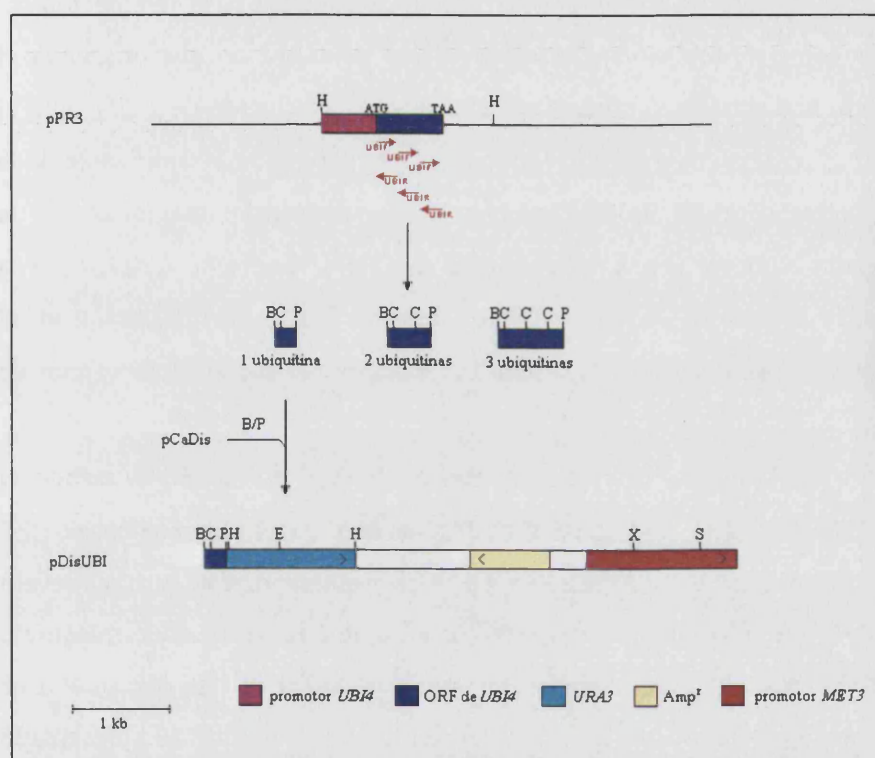 H ATG TAA H
pPR3
UBIF
UBIF
UBIF
UBIR
UBIR
UBIR
BC P BC C P BC C C P
1 ubiquitina 2 ubiquitinas 3 ubiquitinas
B/P
pCaDis
BC PH E H X S
pDisUBI
promotor UBI4 ORF de UBI4 URA3 Ampʳ promotor MET3
1 kb